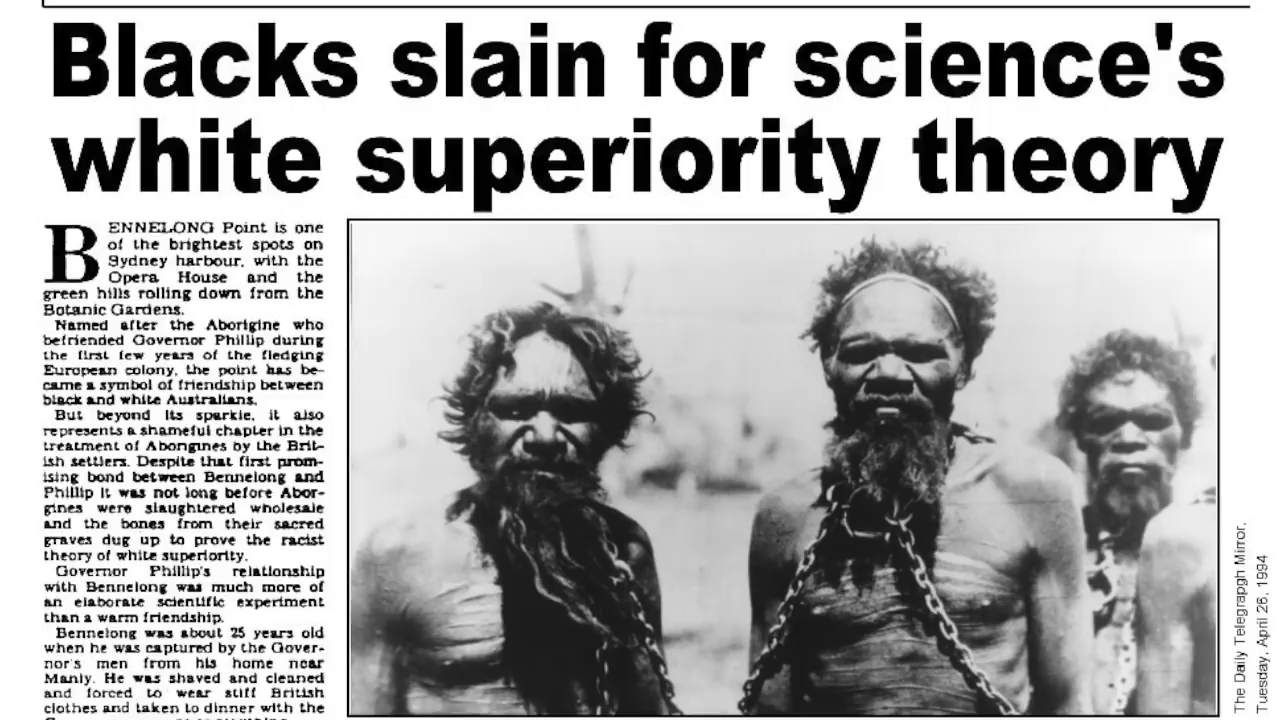 Blacks slain for science's
white superiority theory
BENNELONG Point is one
of the brightest spots on
Sydney harbour, with the
Opera House and the
green hills rolling down from the
Botanic Gardens.
Named after the Aborigine who
befriended Governor Phillip during
the first few years of the fledging
European colony, the point has be-
came a symbol of friendship between
black and white Australians.
But beyond its sparkle, it also
represents a shameful chapter in the
treatment of Aborigines by the Brit-
ish settlers. Despite that first prom-
ising bond between Bennelong and
Phillip it was not long before Abor-
gines were slaughtered wholesale
and the bones from their sacred
graves dug up to prove the racist
theory of white superiority.
Governor Phillip's relationship
with Bennelong was much more of
an elaborate scientific experiment
than a warm friendship.
Bennelong was about 25 years old
when he was captured by the Gover-
nor's men from his home near
Manly. He was shaved and cleaned
and forced to wear stiff British
clothes and taken to dinner with the
The Daily Telegrapgh Mirror,
Tuesday, April 26, 1994